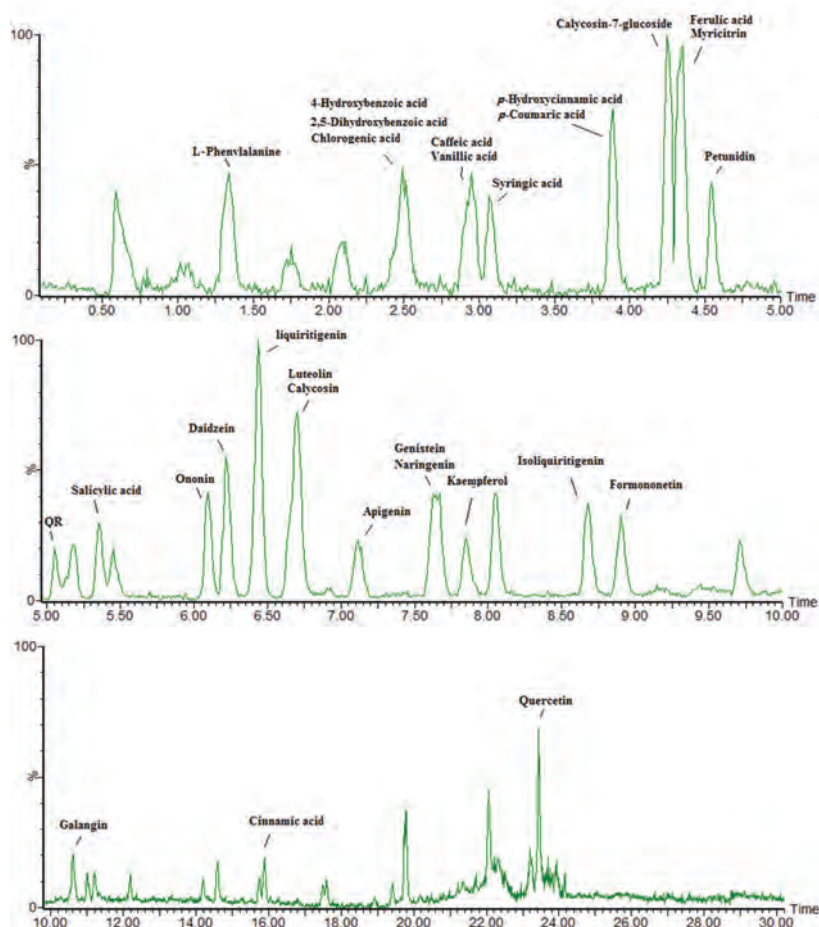 100
%
0
L-Phenvlalanine
4-Hydroxybenzoic acid
2,5-Dihydroxybenzoic acid
Chlorogenic acid
Caffeic acid
Vanillic acid
Syringic acid
p-Hydroxycinnamic acid
p-Coumaric acid
Calycosin-7-glucoside
Ferulic acid
Myricitrin
Petunidin
0.50 1.00 1.50 2.00 2.50 3.00 3.50 4.00 4.50 5.00
Time
100
%
0
QR
Salicylic acid
Ononin
Daidzein
liquiritigenin
Luteolin
Calycosin
Apigenin
Genistein
Naringenin
Kaempferol
Isoliquiritigenin
Formononetin
5.00 5.50 6.00 6.50 7.00 7.50 8.00 8.50 9.00 9.50 10.00
Time
100
%
0
Galangin
Cinnamic acid
Quercetin
10.00 12.00 14.00 16.00 18.00 20.00 22.00 24.00 26.00 28.00 30.00
Time